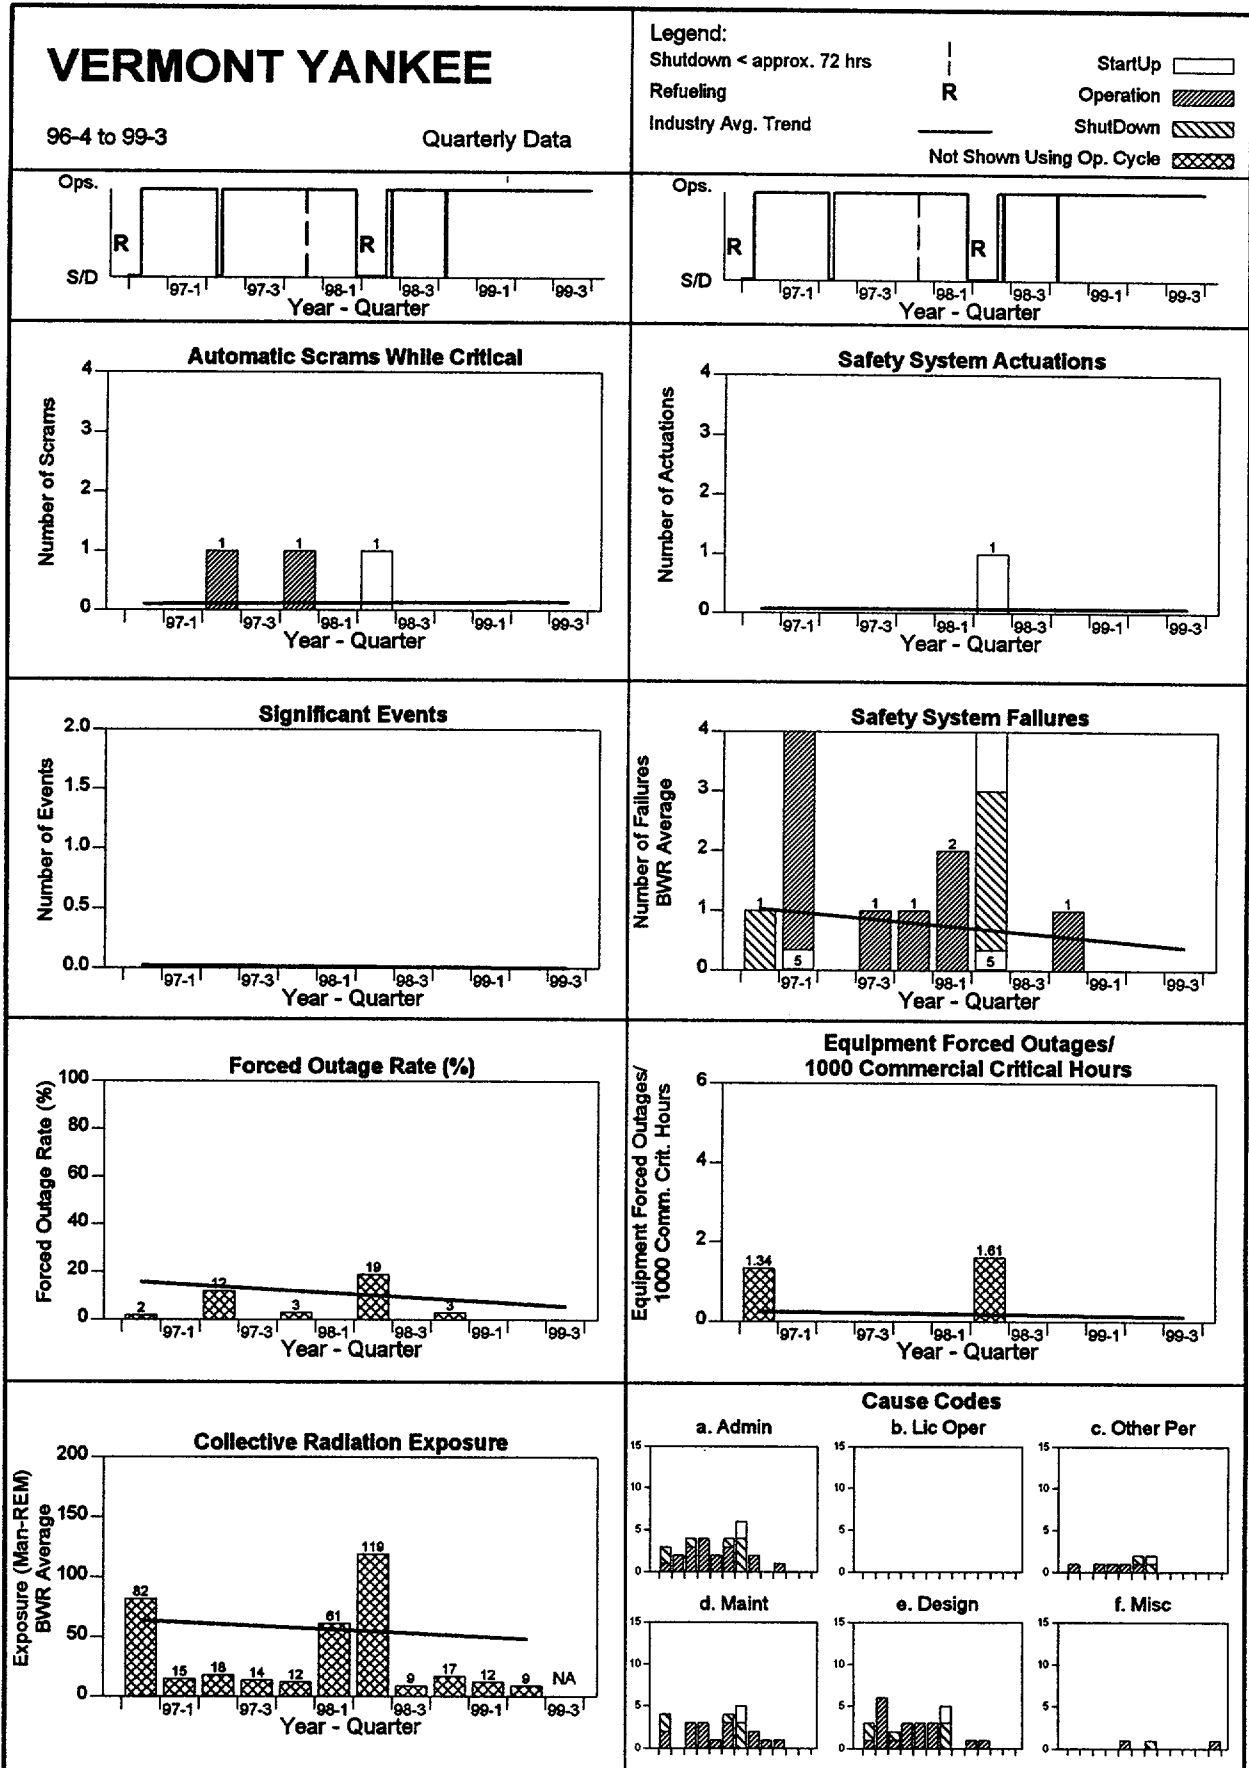 VERMONT YANKEE
96-4 to 99-3
Quarterly Data
Legend:
Shutdown < approx. 72 hrs
Refueling
R
Industry Avg. Trend
StartUp
Operation
ShutDown
Not Shown Using Op. Cycle
Ops.
R
R
S/D
97-1 97-3 98-1 98-3 99-1 99-3
Year - Quarter
Ops.
R
R
S/D
97-1 97-3 98-1 98-3 99-1 99-3
Year - Quarter
Automatic Scrams While Critical
Number of Scrams
4
3
2
1
0
1 1 1
97-1 97-3 98-1 98-3 99-1 99-3
Year - Quarter
Safety System Actuations
Number of Actuations
4
3
2
1
0
1
97-1 97-3 98-1 98-3 99-1 99-3
Year - Quarter
Significant Events
Number of Events
2.0
1.5
1.0
0.5
0.0
97-1 97-3 98-1 98-3 99-1 99-3
Year - Quarter
Safety System Failures
Number of Failures
BWR Average
4
3
2
1
0
1 5 1 1 2 5 1
97-1 97-3 98-1 98-3 99-1 99-3
Year - Quarter
Forced Outage Rate (%)
Forced Outage Rate (%)
100
80
60
40
20
0
2 12 3 19 3
97-1 97-3 98-1 98-3 99-1 99-3
Year - Quarter
Equipment Forced Outages/
1000 Commercial Critical Hours
Equipment Forced Outages/
1000 Comm. Crit. Hours
6
4
2
0
1.34 1.61
97-1 97-3 98-1 98-3 99-1 99-3
Year - Quarter
Collective Radiation Exposure
Exposure (Man-REM)
BWR Average
200
150
100
50
0
82 15 18 14 12 61 119 9 17 12 9 NA
97-1 97-3 98-1 98-3 99-1 99-3
Year - Quarter
Cause Codes
a. Admin
15
10
5
0
b. Lic Oper
15
10
5
0
c. Other Per
15
10
5
0
d. Maint
15
10
5
0
e. Design
15
10
5
0
f. Misc
15
10
5
0